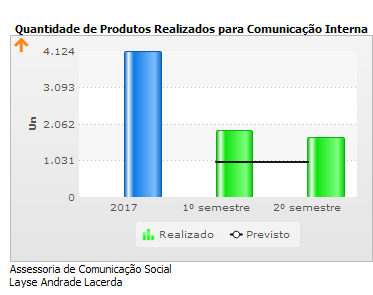 Quantidade de Produtos Realizados para Comunicação Interna
4.124
3.093
2.062
1.031
0
Un
2017 1º semestre 2º semestre
Realizado Previsto
Assessoria de Comunicação Social
Layse Andrade Lacerda